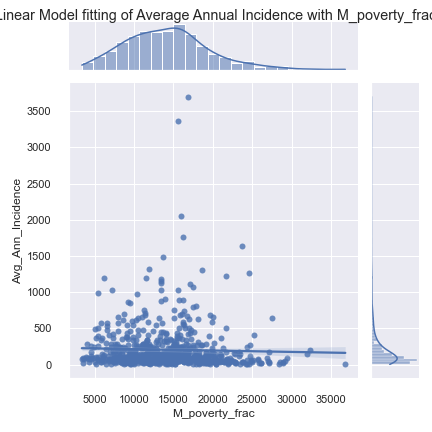 Linear Model fitting of Average Annual Incidence with M_poverty_frac
3500
3000
2500
2000
1500
1000
500
0
Avg_Ann_Incidence
5000 10000 15000 20000 25000 30000 35000
M_poverty_frac